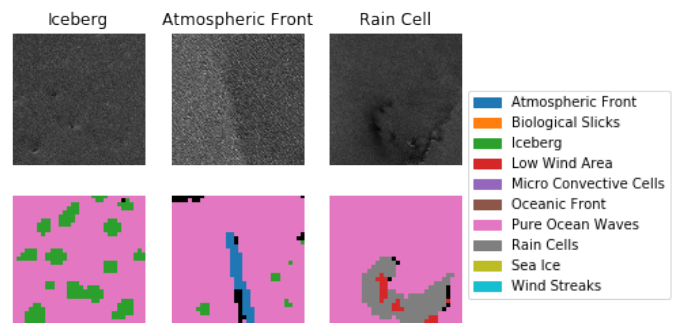 Iceberg
Atmospheric Front
Rain Cell
Atmospheric Front
Biological Slicks
Iceberg
Low Wind Area
Micro Convective Cells
Oceanic Front
Pure Ocean Waves
Rain Cells
Sea Ice
Wind Streaks